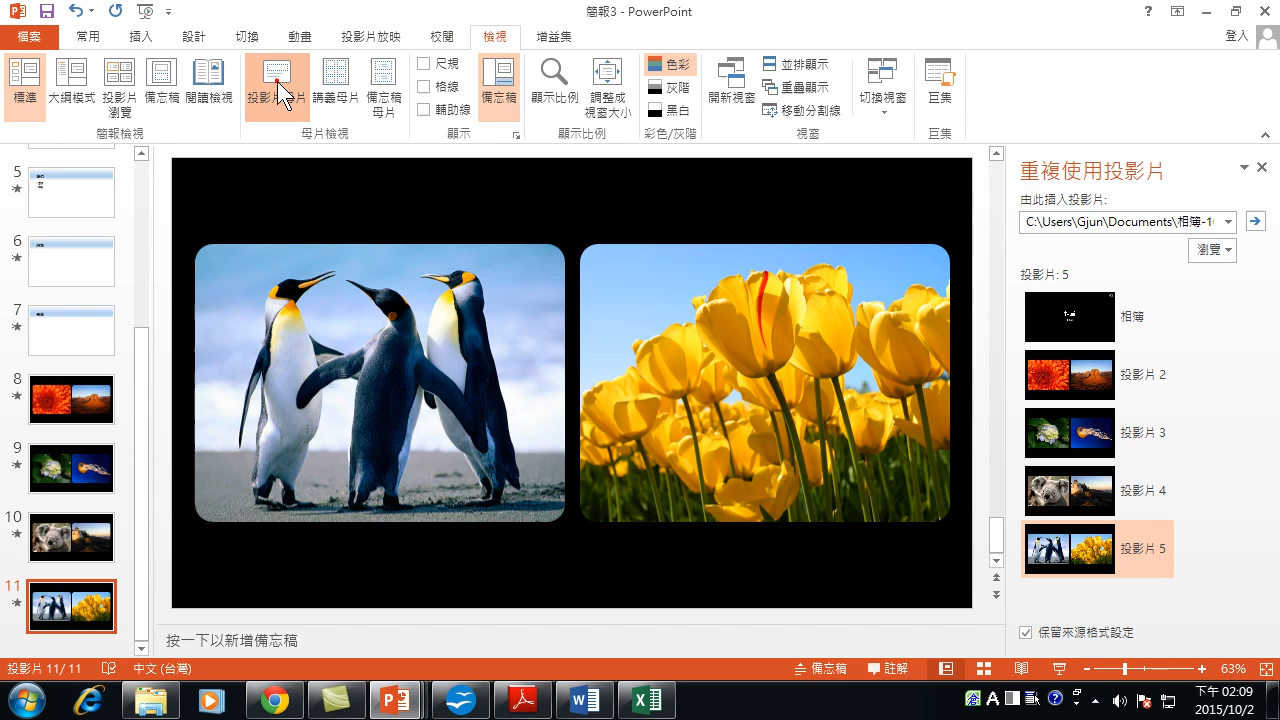 簡報3 - PowerPoint
檔案 常用 插入 設計 切換 動畫 投影片放映 校閱 檢視 增益集 登入
標準 大綱模式 投影片瀏覽 備忘稿 閱讀檢視 投影片母片 講義母片 備忘稿母片 備忘稿 顯示比例 調整成視窗大小 開新視窗 切換視窗 巨集
尺規 色彩 並排顯示
格線 灰階 重疊顯示
輔助線 黑白 移動分割線
簡報檢視 母片檢視 顯示 顯示比例 彩色/灰階 視窗 巨集
5
6
7
8
9
10
11
按一下以新增備忘稿
重複使用投影片
由此插入投影片:
C:\Users\Gjun\Documents\相簿-1
瀏覽
投影片: 5
相簿
投影片 2
投影片 3
投影片 4
投影片 5
保留來源格式設定
投影片 11/ 11 中文 (台灣) 備忘稿 註解 63%
下午 02:09
2015/10/2